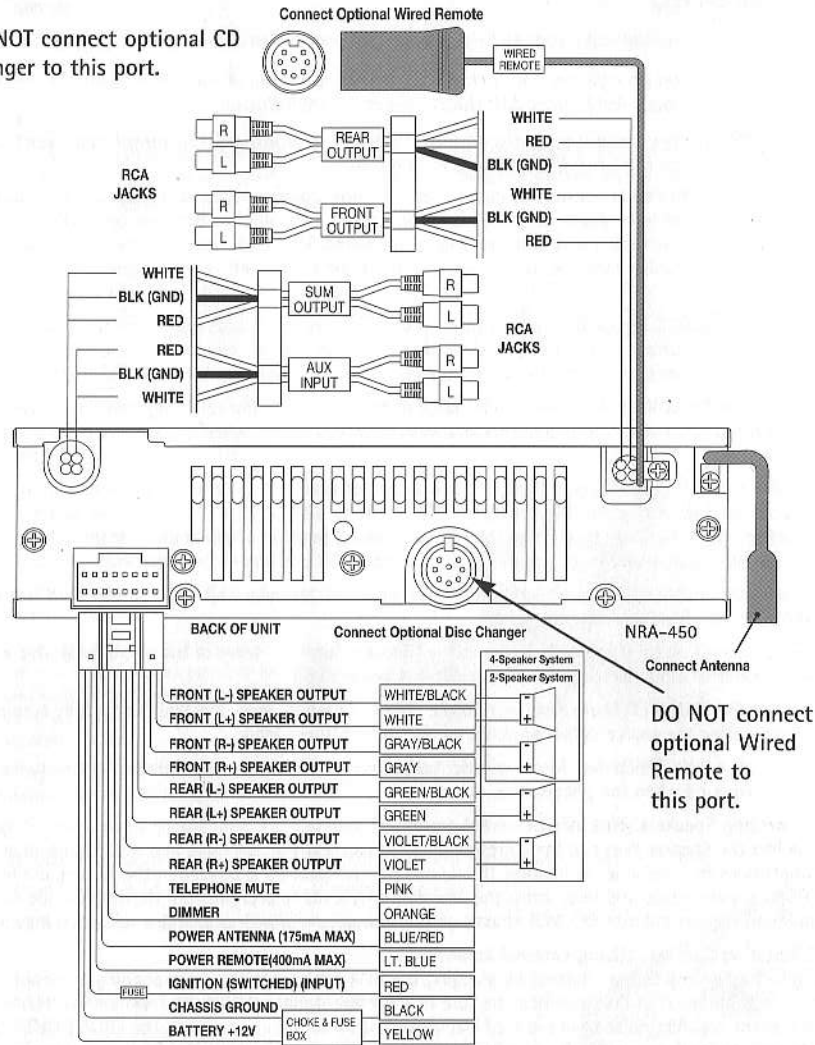 Connect Optional Wired Remote
NOT connect optional CD
nger to this port.
WIRED
REMOTE
RCA
JACKS
R
L
REAR
OUTPUT
WHITE
RED
BLK (GND)
R
L
FRONT
OUTPUT
WHITE
BLK (GND)
RED
WHITE
BLK (GND)
RED
SUM
OUTPUT
R
L
RED
BLK (GND)
WHITE
AUX
INPUT
R
L
RCA
JACKS
BACK OF UNIT
Connect Optional Disc Changer
NRA-450
Connect Antenna
DO NOT connect
optional Wired
Remote to
this port.
4-Speaker System
2-Speaker System
FRONT (L-) SPEAKER OUTPUT WHITE/BLACK -
FRONT (L+) SPEAKER OUTPUT WHITE +
FRONT (R-) SPEAKER OUTPUT GRAY/BLACK -
FRONT (R+) SPEAKER OUTPUT GRAY +
REAR (L-) SPEAKER OUTPUT GREEN/BLACK -
REAR (L+) SPEAKER OUTPUT GREEN +
REAR (R-) SPEAKER OUTPUT VIOLET/BLACK -
REAR (R+) SPEAKER OUTPUT VIOLET +
TELEPHONE MUTE PINK
DIMMER ORANGE
POWER ANTENNA (175mA MAX) BLUE/RED
POWER REMOTE(400mA MAX) LT. BLUE
FUSE IGNITION (SWITCHED) (INPUT) RED
CHASSIS GROUND BLACK
BATTERY +12V CHOKE & FUSE
BOX YELLOW